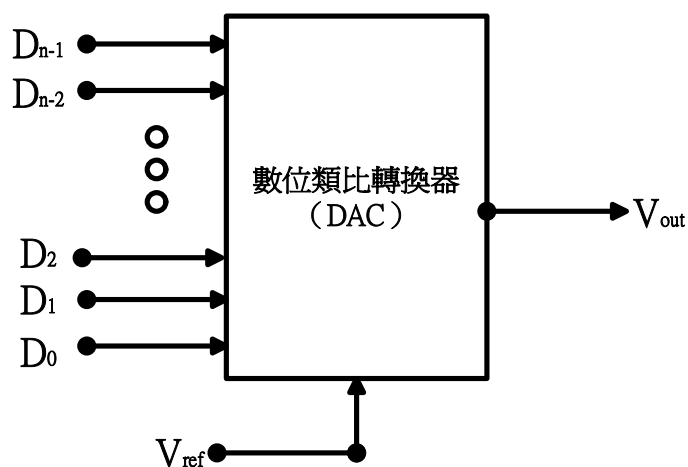 Dn-1
Dn-2
數位類比轉換器
（DAC）
Vout
D2
D1
D0
Vref